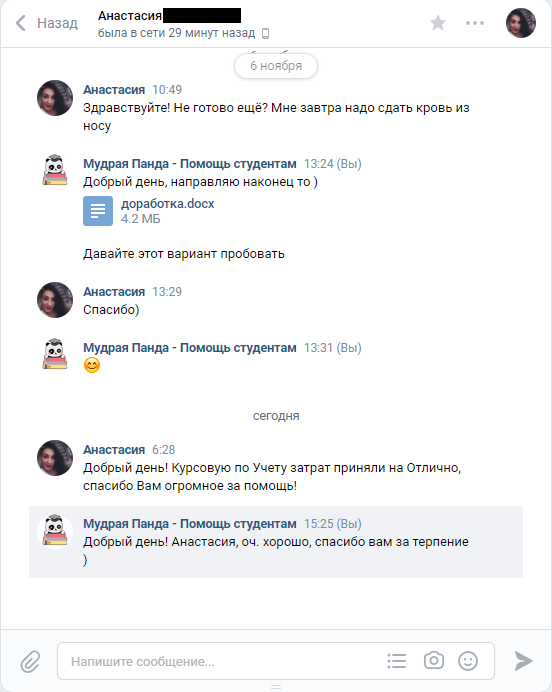 Назад
Анастасия
была в сети 29 минут назад
6 ноября
Анастасия 10:49
Здравствуйте! Не готово ещё? Мне завтра надо сдать кровь из
носу
Мудрая Панда - Помощь студентам 13:24 (Вы)
Добрый день, направляю наконец то )
доработка.docx
4.2 МБ
Давайте этот вариант пробовать
Анастасия 13:29
Спасибо)
Мудрая Панда - Помощь студентам 13:31 (Вы)
😊
сегодня
Анастасия 6:28
Добрый день! Курсовую по Учету затрат приняли на Отлично,
спасибо Вам огромное за помощь!
Мудрая Панда - Помощь студентам 15:25 (Вы)
Добрый день! Анастасия, оч. хорошо, спасибо вам за терпение
)
Напишите сообщение...